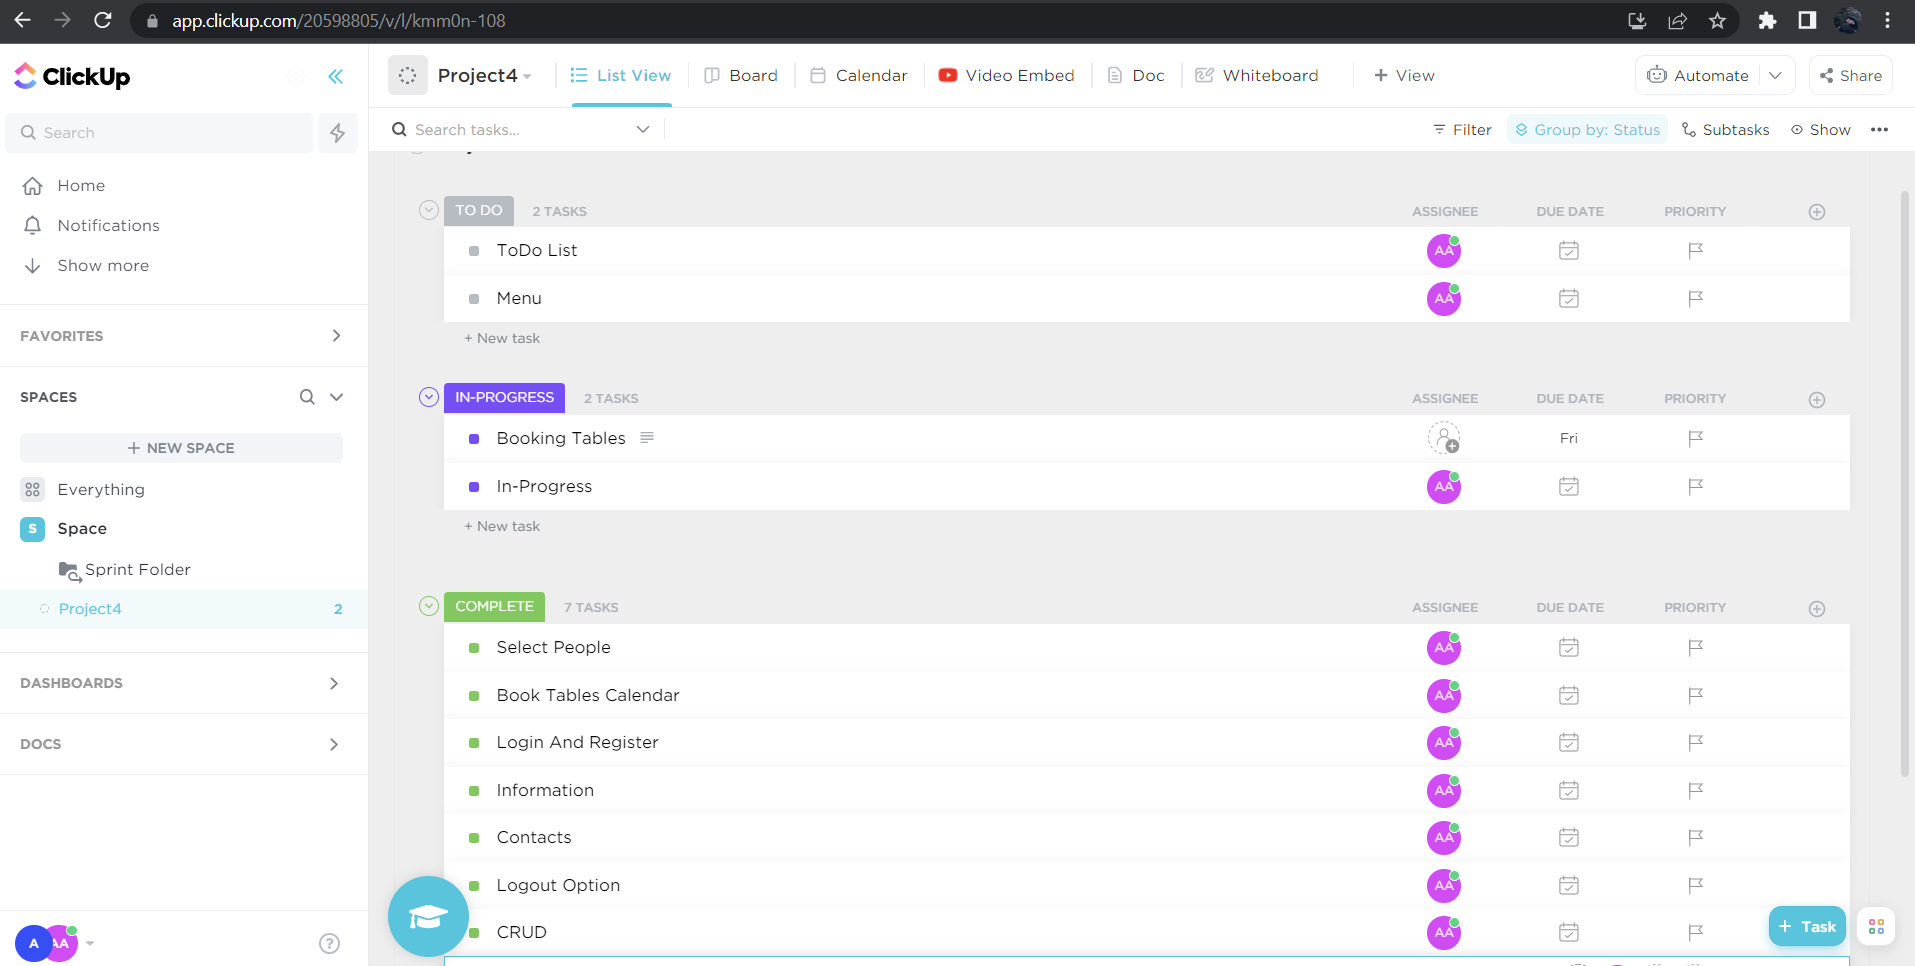 app.clickup.com/20598805/v/l/kmm0n-108
ClickUp
Search
Home
Notifications
Show more
FAVORITES
SPACES
+ NEW SPACE
Everything
S Space
Sprint Folder
Project4 2
DASHBOARDS
DOCS
A AA ?
Project4 List View Board Calendar Video Embed Doc Whiteboard + View Automate Share
Search tasks... Filter Group by: Status Subtasks Show
TO DO 2 TASKS ASSIGNEE DUE DATE PRIORITY
ToDo List AA
Menu AA
+ New task
IN-PROGRESS 2 TASKS ASSIGNEE DUE DATE PRIORITY
Booking Tables Fri
In-Progress AA
+ New task
COMPLETE 7 TASKS ASSIGNEE DUE DATE PRIORITY
Select People AA
Book Tables Calendar AA
Login And Register AA
Information AA
Contacts AA
Logout Option AA
CRUD AA
+ Task